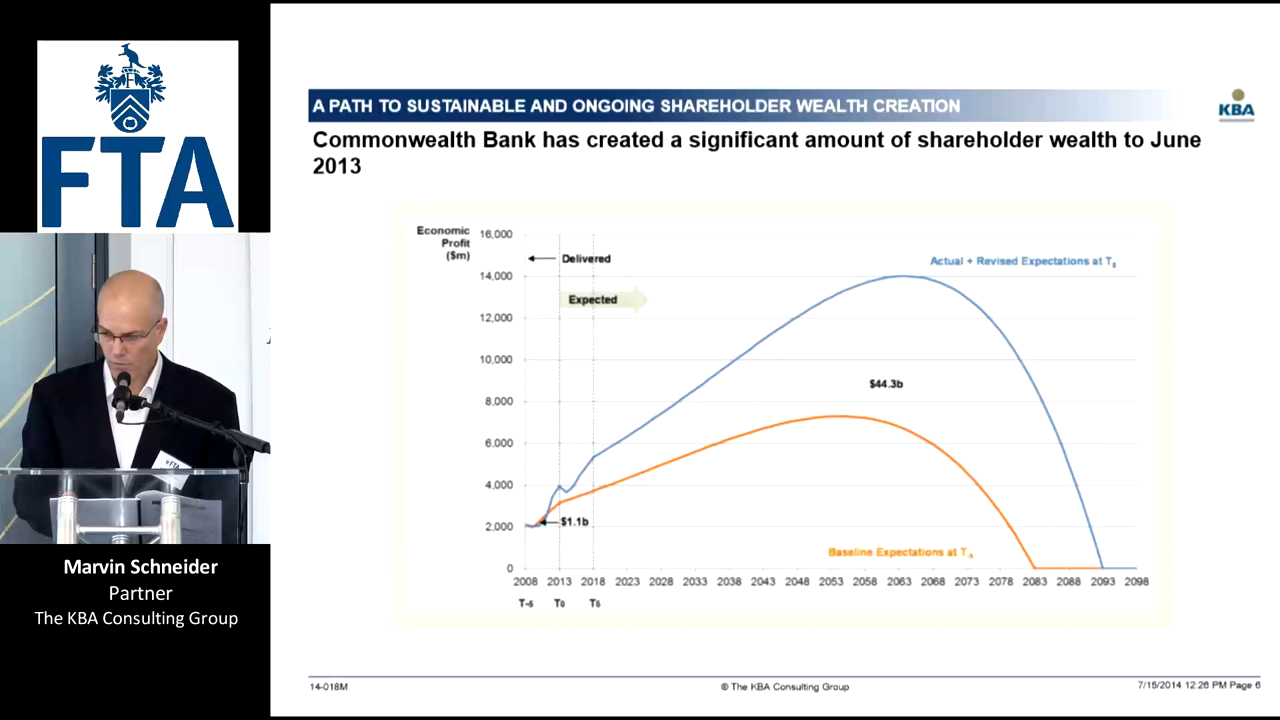 FTA
Marvin Schneider
Partner
The KBA Consulting Group
A PATH TO SUSTAINABLE AND ONGOING SHAREHOLDER WEALTH CREATION
KBA
Commonwealth Bank has created a significant amount of shareholder wealth to June
2013
Economic
Profit
($m)
16,000
14,000
12,000
10,000
8,000
6,000
4,000
2,000
0
Delivered
Expected
Actual + Revised Expectations at T0
$44.3b
$1.1b
Baseline Expectations at T-5
2008 2013 2018 2023 2028 2033 2038 2043 2048 2053 2058 2063 2068 2073 2078 2083 2088 2093 2098
T-5 T0 T5
14-018M
© The KBA Consulting Group
7/15/2014 12:26 PM Page 6